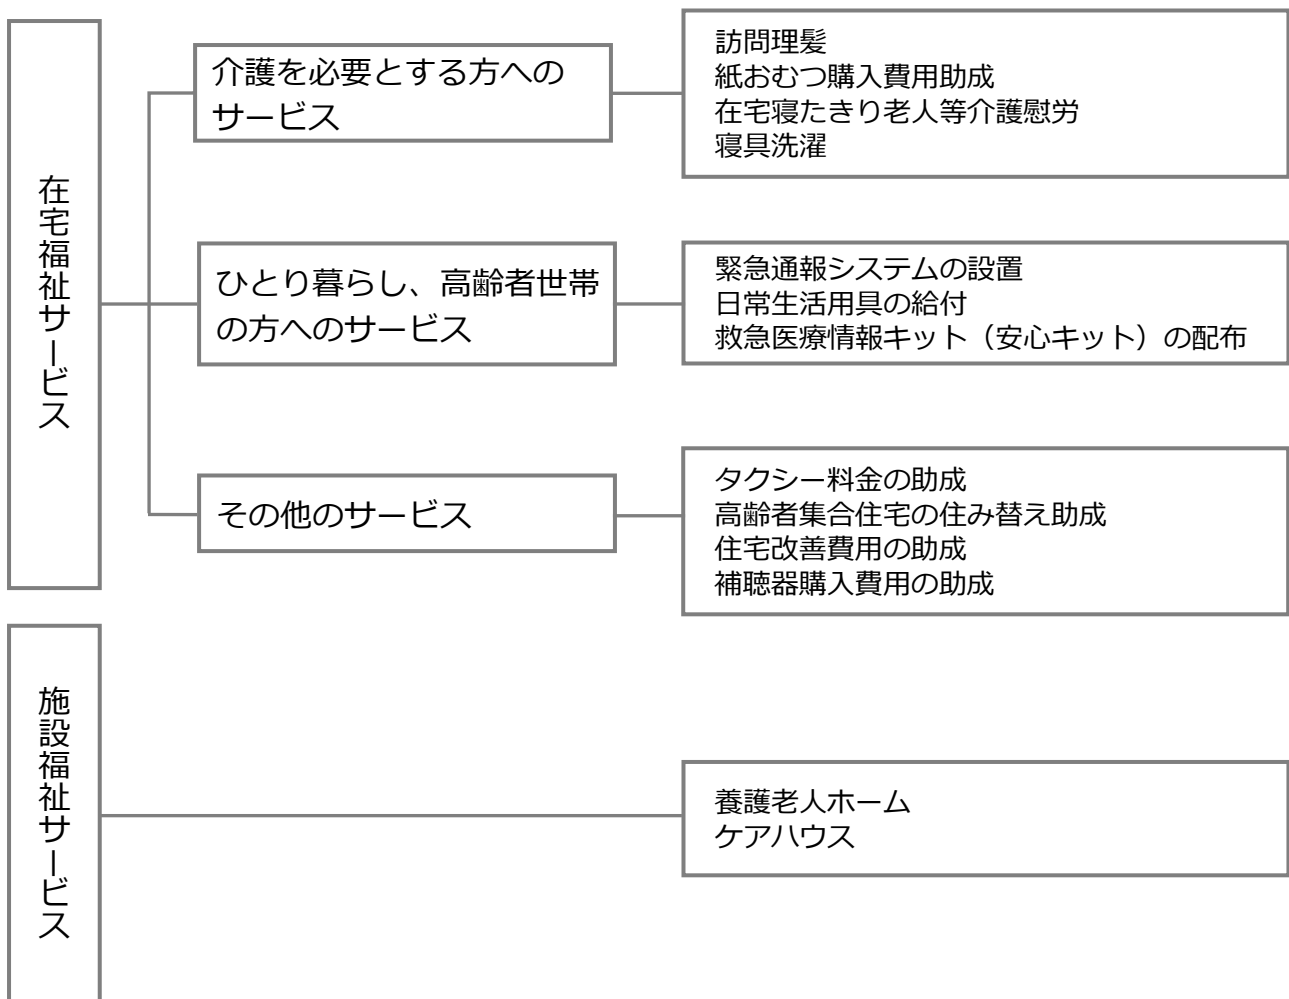 在宅福祉サービス
介護を必要とする方への
サービス
訪問理髪
紙おむつ購入費用助成
在宅寝たきり老人等介護慰労
寝具洗濯
ひとり暮らし、高齢者世帯
の方へのサービス
緊急通報システムの設置
日常生活用具の給付
救急医療情報キット（安心キット）の配布
その他のサービス
タクシー料金の助成
高齢者集合住宅の住み替え助成
住宅改善費用の助成
補聴器購入費用の助成
施設福祉サービス
養護老人ホーム
ケアハウス